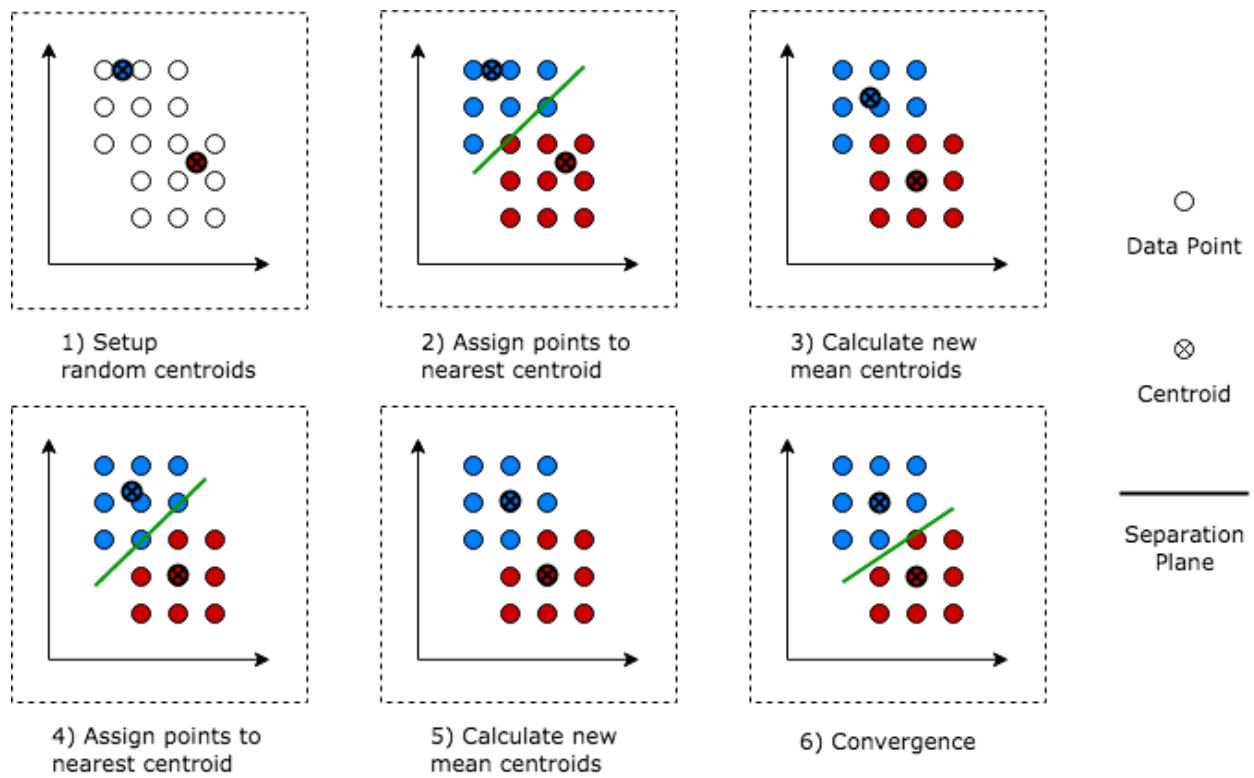 1) Setup
random centroids
2) Assign points to
nearest centroid
3) Calculate new
mean centroids
Data Point
Centroid
Separation
Plane
4) Assign points to
nearest centroid
5) Calculate new
mean centroids
6) Convergence